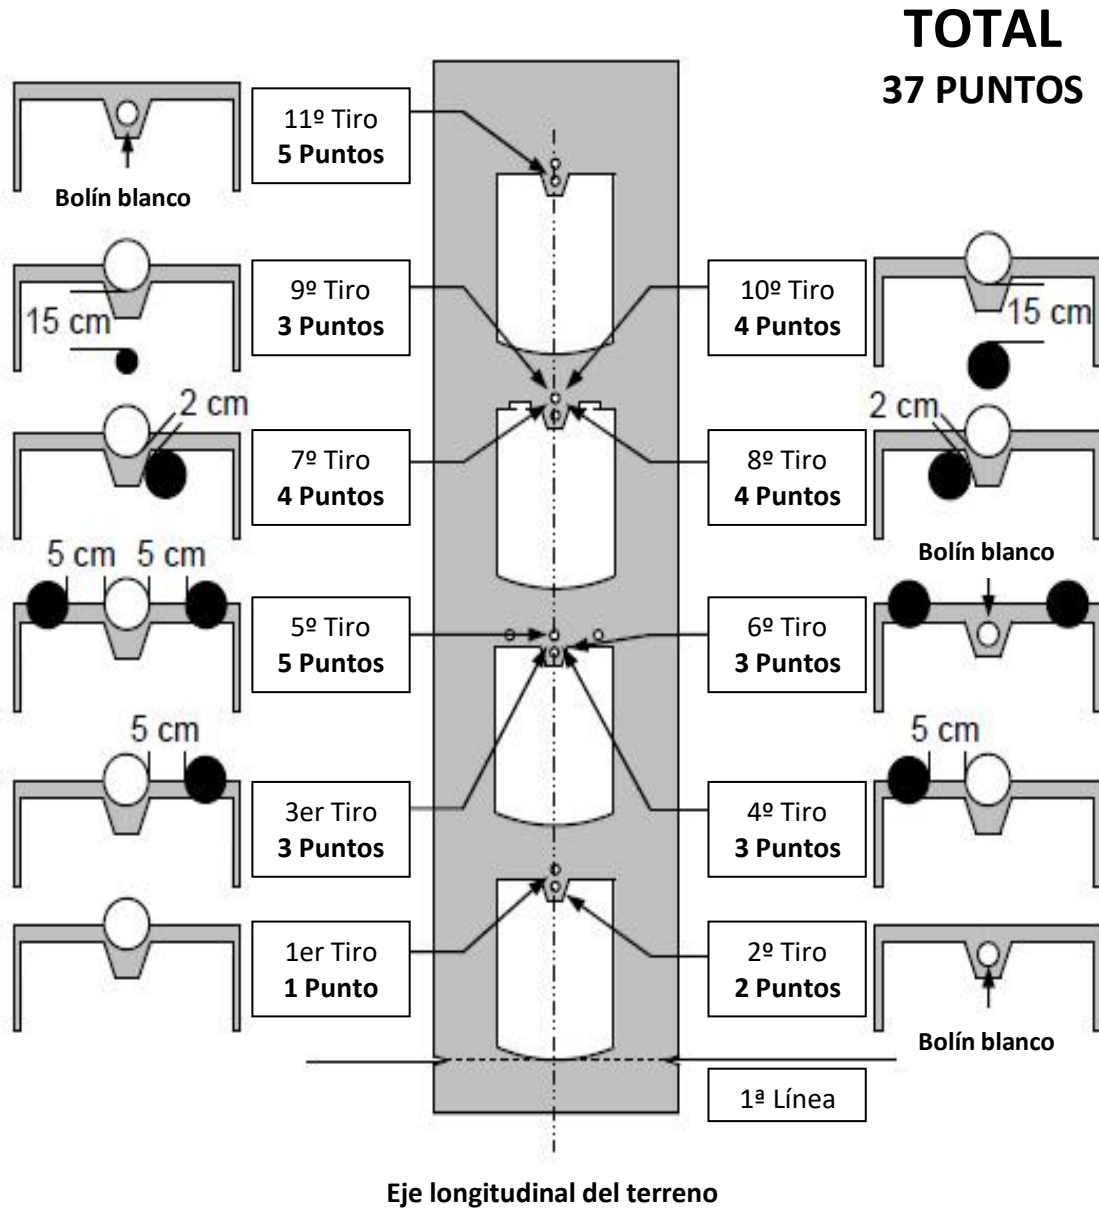 TOTAL
37 PUNTOS
11º Tiro
5 Puntos
Bolín blanco
15 cm
9º Tiro
3 Puntos
10º Tiro
4 Puntos
15 cm
2 cm
7º Tiro
4 Puntos
8º Tiro
4 Puntos
2 cm
Bolín blanco
5 cm 5 cm
5º Tiro
5 Puntos
6º Tiro
3 Puntos
5 cm
3er Tiro
3 Puntos
4º Tiro
3 Puntos
5 cm
1er Tiro
1 Punto
2º Tiro
2 Puntos
Bolín blanco
1ª Línea
Eje longitudinal del terreno